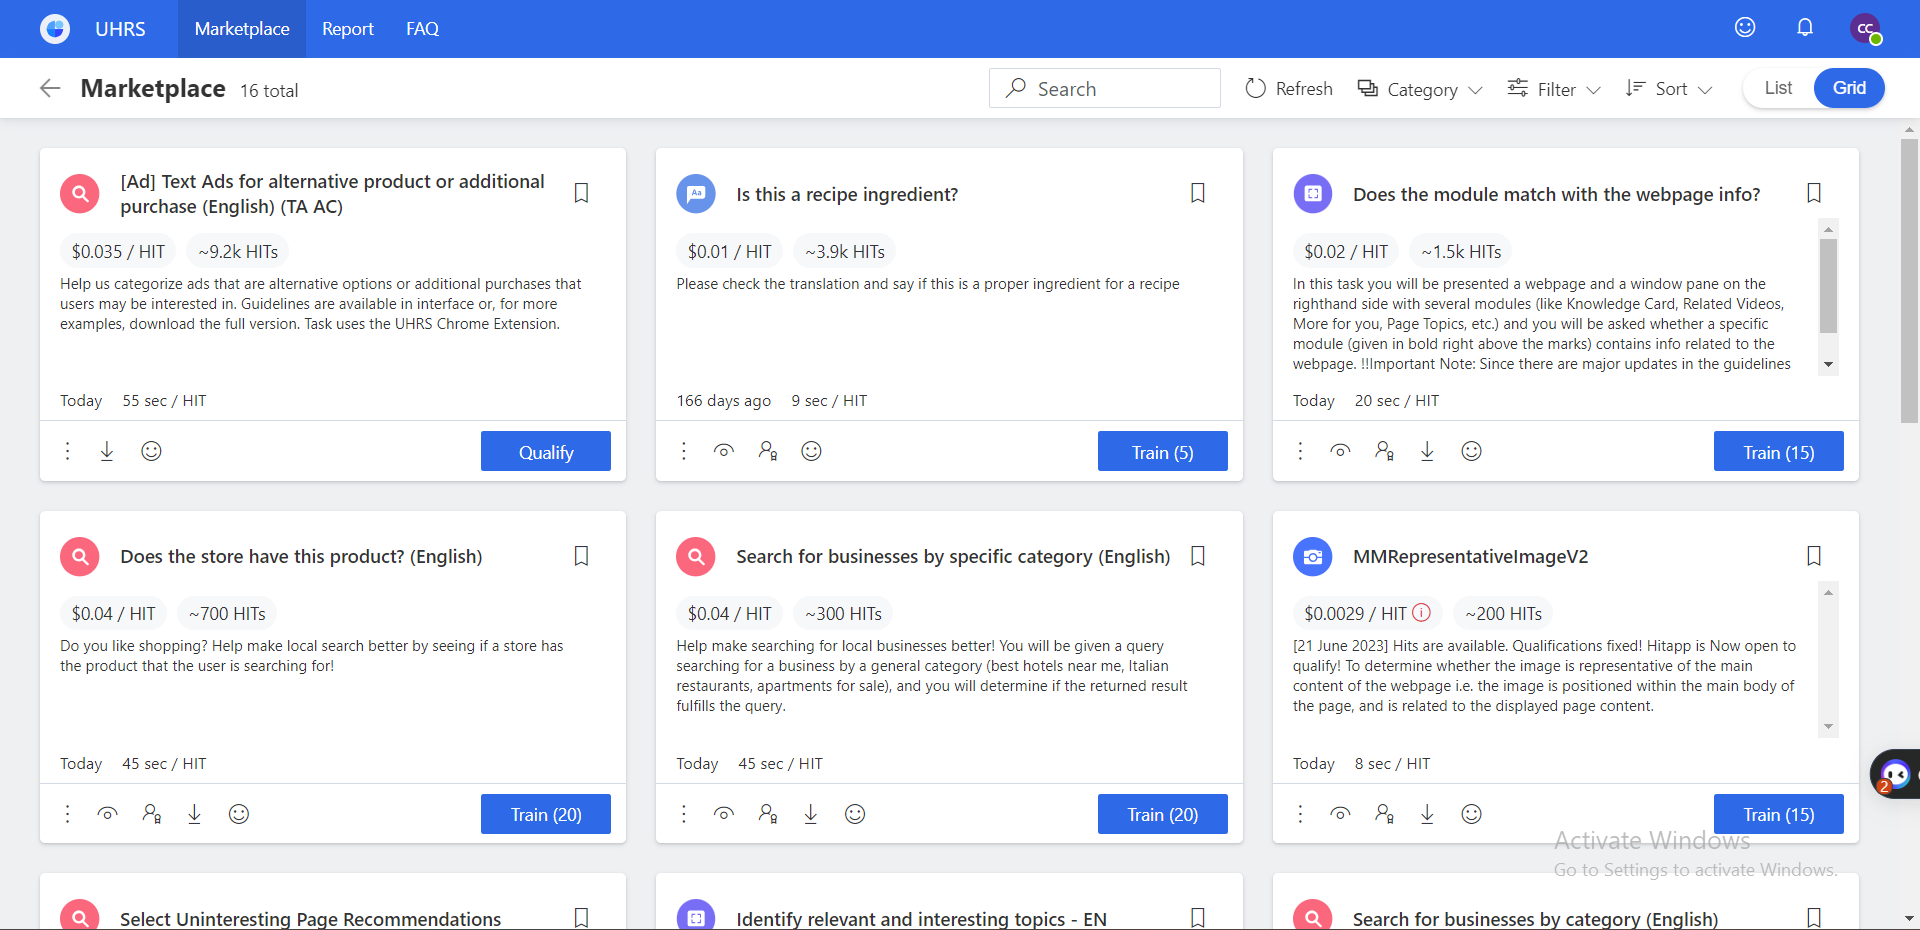 UHRS Marketplace Report FAQ CC
Marketplace 16 total Search Refresh Category Filter Sort List Grid
[Ad] Text Ads for alternative product or additional
purchase (English) (TA AC)
$0.035 / HIT ~9.2k HITs
Help us categorize ads that are alternative options or additional purchases that
users may be interested in. Guidelines are available in interface or, for more
examples, download the full version. Task uses the UHRS Chrome Extension.
Today 55 sec / HIT
Qualify
Aa
Is this a recipe ingredient?
$0.01 / HIT ~3.9k HITs
Please check the translation and say if this is a proper ingredient for a recipe
166 days ago 9 sec / HIT
Train (5)
Does the module match with the webpage info?
$0.02 / HIT ~1.5k HITs
In this task you will be presented a webpage and a window pane on the
righthand side with several modules (like Knowledge Card, Related Videos,
More for you, Page Topics, etc.) and you will be asked whether a specific
module (given in bold right above the marks) contains info related to the
webpage. !!Important Note: Since there are major updates in the guidelines
Today 20 sec / HIT
Train (15)
Does the store have this product? (English)
$0.04 / HIT ~700 HITs
Do you like shopping? Help make local search better by seeing if a store has
the product that the user is searching for!
Today 45 sec / HIT
Train (20)
Search for businesses by specific category (English)
$0.04 / HIT ~300 HITs
Help make searching for local businesses better! You will be given a query
searching for a business by a general category (best hotels near me, Italian
restaurants, apartments for sale), and you will determine if the returned result
fulfills the query.
Today 45 sec / HIT
Train (20)
MMRepresentativeImageV2
$0.0029 / HIT ~200 HITs
[21 June 2023] Hits are available. Qualifications fixed! Hitapp is Now open to
qualify! To determine whether the image is representative of the main
content of the webpage i.e. the image is positioned within the main body of
the page, and is related to the displayed page content.
Today 8 sec / HIT
Train (15)
2
Activate Windows
Go to Settings to activate Windows.
Select Uninteresting Page Recommendations
Identify relevant and interesting topics - EN
Search for businesses by category (English)